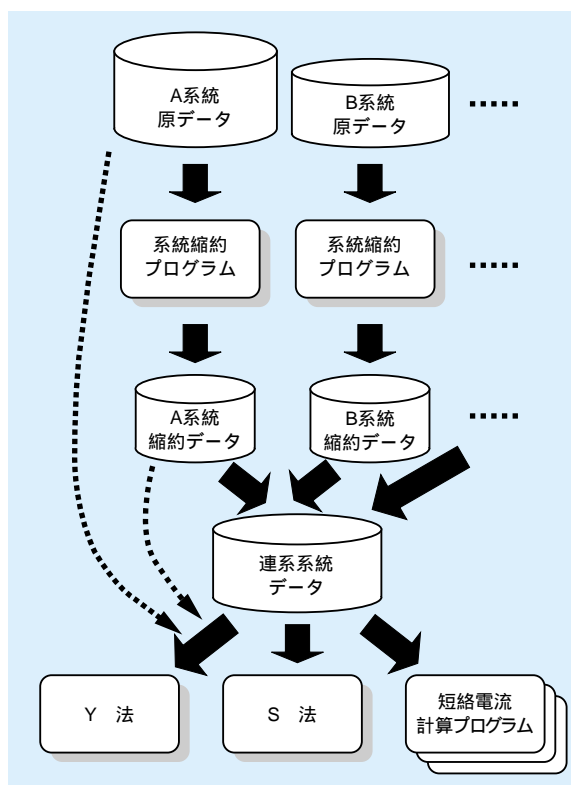 A系統
原データ
B系統
原データ
……
系統縮約
プログラム
系統縮約
プログラム
……
A系統
縮約データ
B系統
縮約データ
……
連系系統
データ
Y 法
S 法
短絡電流
計算プログラム